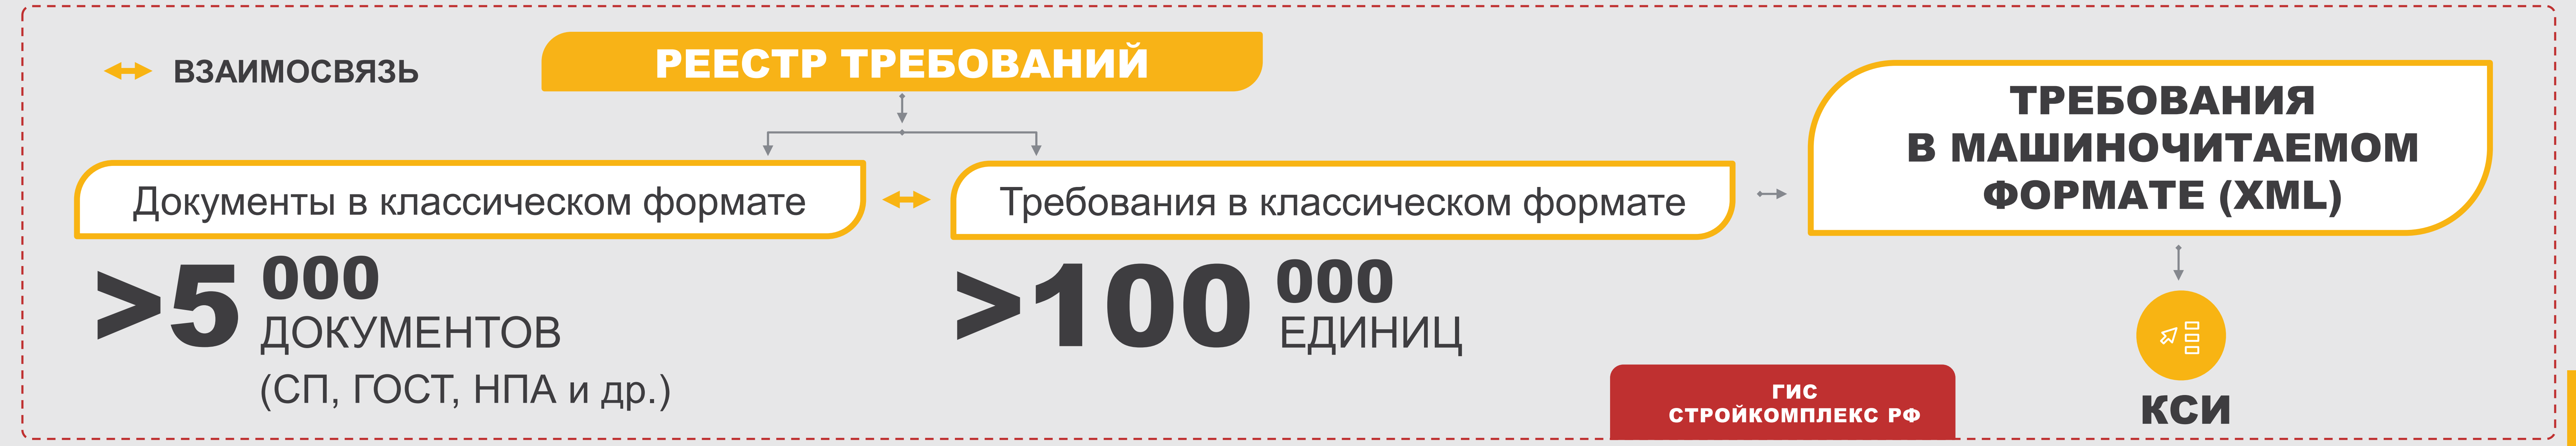 ВЗАИМОСВЯЗЬ
РЕЕСТР ТРЕБОВАНИЙ
Документы в классическом формате
>5 000
ДОКУМЕНТОВ
(СП, ГОСТ, НПА и др.)
Требования в классическом формате
>100 000
ЕДИНИЦ
ТРЕБОВАНИЯ
В МАШИНОЧИТАЕМОМ
ФОРМАТЕ (XML)
КСИ
ГИС
СТРОЙКОМПЛЕКС РФ